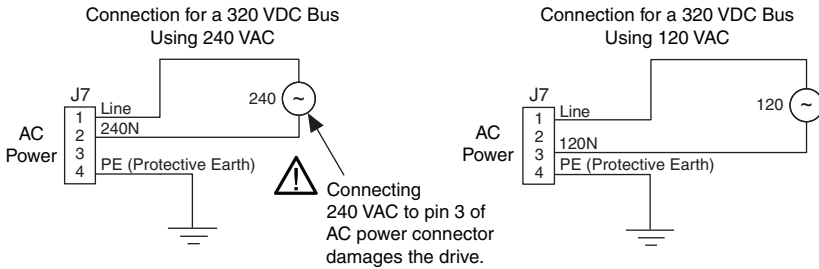 Connection for a 320 VDC Bus
Using 240 VAC
J7
AC
Power
1
2
3
4
Line
240N
PE (Protective Earth)
240
~
!
Connecting
240 VAC to pin 3 of
AC power connector
damages the drive.
Connection for a 320 VDC Bus
Using 120 VAC
J7
AC
Power
1
2
3
4
Line
120N
PE (Protective Earth)
120
~